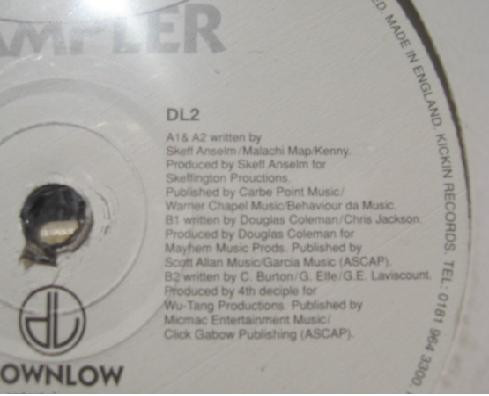 AMPLER
DL2
A1& A2 written by
Skeff Anselm/Malachi Map/Kenny.
Produced by Skeff Anselm for
Skeffington Prouctions.
Published by Carbe Point Music/
Warner Chapel Music/Behaviour da Music.
B1 written by Douglas Coleman/Chris Jackson.
Produced by Douglas Coleman for
Mayhem Music Prods. Published by
Scott Allan Music/Garcia Music (ASCAP).
B2 written by C. Burton/G. Elle/G.E. Laviscount.
Produced by 4th deciple for
Wu-Tang Productions. Published by
Micmac Entertainment Music/
Click Gabow Publishing (ASCAP).
dL
OWNLOW
ED. MADE IN ENGLAND. KICKIN RECORDS. TEL: 0181 964 3300.